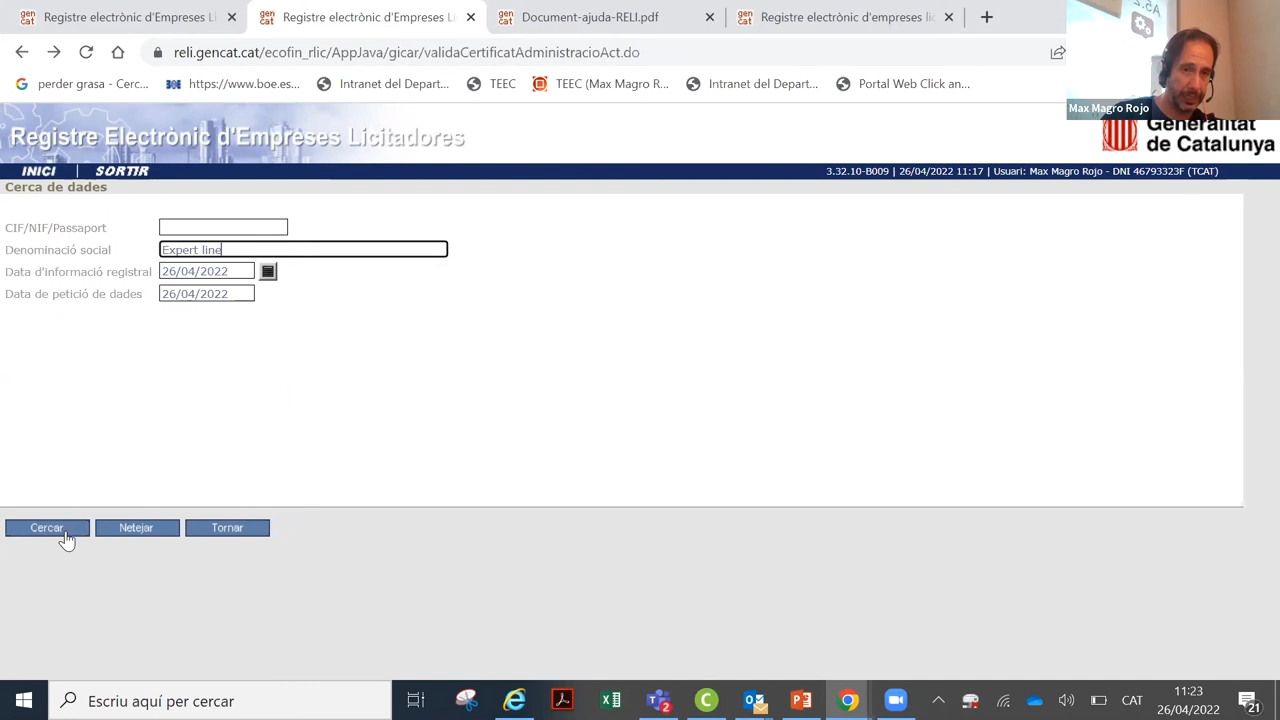 Registre electrònic d'Empreses Li
Registre electrònic d'Empreses Li
Document-ajuda-RELI.pdf
Registre electrònic d'empreses lic
reli.gencat.cat/ecofin_rlic/AppJava/gicar/validaCertificatAdministracioAct.do
perder grasa - Cerc...
https://www.boe.es...
Intranet del Depart...
TEEC
TEEC (Max Magro R...
Intranet del Depart...
Portal Web Click an...
Max Magro Rojo
Registre Electrònic d'Empreses Licitadores
Generalitat
de Catalunya
INICI | SORTIR
3.32.10-B009 | 26/04/2022 11:17 | Usuari: Max Magro Rojo - DNI 46793323F (TCAT)
Cerca de dades
CIF/NIF/Passaport
Denominació social Expert line
Data d'informació registral 26/04/2022
Data de petició de dades 26/04/2022
Cercar Netejar Tornar
Escriu aquí per cercar
CAT
11:23
26/04/2022
21